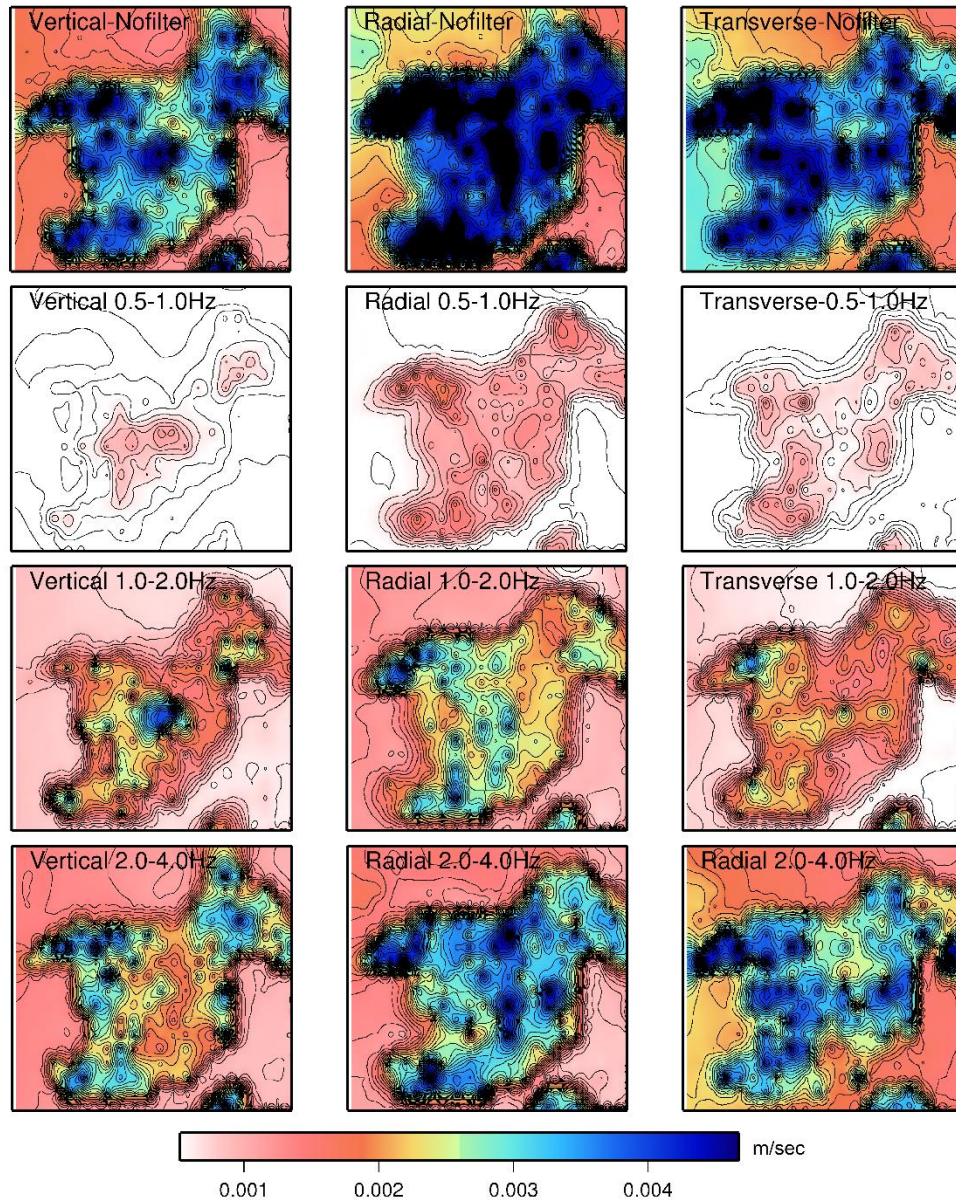 Vertical-Nofilter
Radial-Nofilter
Transverse-Nofilter
Vertical 0.5-1.0Hz
Radial 0.5-1.0Hz
Transverse-0.5-1.0Hz
Vertical 1.0-2.0Hz
Radial 1.0-2.0Hz
Transverse 1.0-2.0Hz
Vertical 2.0-4.0Hz
Radial 2.0-4.0Hz
Radial 2.0-4.0Hz
m/sec
0.001 0.002 0.003 0.004